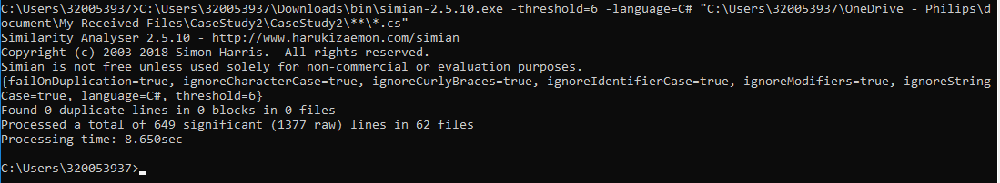 C:\Users\320053937>C:\Users\320053937\Downloads\bin\simian-2.5.10.exe -threshold=6 -language=C# "C:\Users\320053937\OneDrive - Philips\d
ocument\My Received Files\CaseStudy2\CaseStudy2\**\*.cs"
Similarity Analyser 2.5.10 - http://www.harukizaemon.com/simian
Copyright (c) 2003-2018 Simon Harris.  All rights reserved.
Simian is not free unless used solely for non-commercial or evaluation purposes.
{failOnDuplication=true, ignoreCharacterCase=true, ignoreCurlyBraces=true, ignoreIdentifierCase=true, ignoreModifiers=true, ignoreString
Case=true, language=C#, threshold=6}
Found 0 duplicate lines in 0 blocks in 0 files
Processed a total of 649 significant (1377 raw) lines in 62 files
Processing time: 8.650sec
C:\Users\320053937>